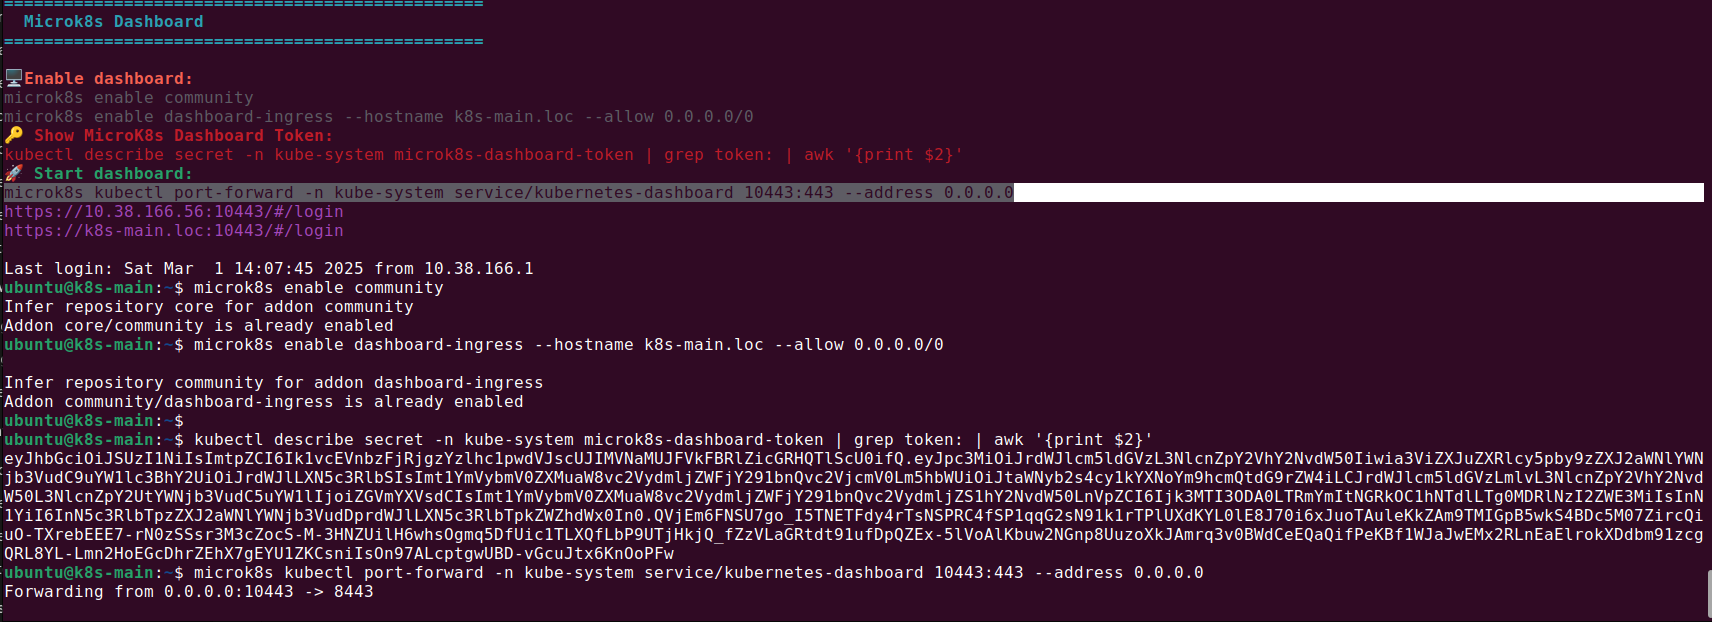 ================================================
Microk8s Dashboard
================================================
🖥️Enable dashboard:
microk8s enable community
microk8s enable dashboard-ingress --hostname k8s-main.loc --allow 0.0.0.0/0
🔑 Show MicroK8s Dashboard Token:
kubectl describe secret -n kube-system microk8s-dashboard-token | grep token: | awk '{print $2}'
🚀 Start dashboard:
microk8s kubectl port-forward -n kube-system service/kubernetes-dashboard 10443:443 --address 0.0.0.0
https://10.38.166.56:10443/#/login
https://k8s-main.loc:10443/#/login
Last login: Sat Mar  1 14:07:45 2025 from 10.38.166.1
ubuntu@k8s-main:~$ microk8s enable community
Infer repository core for addon community
Addon core/community is already enabled
ubuntu@k8s-main:~$ microk8s enable dashboard-ingress --hostname k8s-main.loc --allow 0.0.0.0/0
Infer repository community for addon dashboard-ingress
Addon community/dashboard-ingress is already enabled
ubuntu@k8s-main:~$
ubuntu@k8s-main:~$ kubectl describe secret -n kube-system microk8s-dashboard-token | grep token: | awk '{print $2}'
eyJhbGciOiJSUzI1NiIsImtpZCI6Ik1vcEVnbzFjRjgzYzlhc1pwdVJscUJIMVNaMUJFVkFBRlZicGRHQTlScU0ifQ.eyJpc3MiOiJrdWJlcm5ldGVzL3NlcnZpY2VhY2NvdW50Iiwia3ViZXJuZXRlcy5pby9zZXJ2aWNlYWN
jb3VudC9uYW1lc3BhY2UiOiJrdWJlLXN5c3RlbSIsImt1YmVybmV0ZXMuaW8vc2VydmljZWFjY291bnQvc2VjcmV0Lm5hbWUiOiJtaWNyb2s4cy1kYXNoYm9hcmQtdG9rZW4iLCJrdWJlcm5ldGVzLmlvL3NlcnZpY2VhY2NvdW
W50L3NlcnZpY2UtYWNjb3VudC5uYW1lIjoiZGVmYXVsdCIsImt1YmVybmV0ZXMuaW8vc2VydmljZWFjY291bnQvc2VydmljZS1hY2NvdW50LnVpZCI6Ijk3MTI3ODA0LTRmYmItNGRkOC1hNTdlLTg0MDRlNzI2ZWE3MiIsInN
1YiI6InN5c3RlbTpzZXJ2aWNlYWNjb3VudDprdWJlLXN5c3RlbTpkZWZhdWx0In0.QVjEm6FNSU7go_I5TNETFdy4rTsNSPRC4fSP1qqG2sN91k1rTPlUXdKYL0lE8J70i6xJuoTAuleKkZAm9TMIGpB5wkS4BDc5M07ZircQi
uO-TXrebEEE7-rN0zSSsr3M3cZocS-M-3HNZUilH6whsOgmq5DfUic1TLXQfLbP9UTjHkjQ_fZzVLaGRtdt91ufDpQZEx-5lVoAlKbuw2NGnp8UuzoXkJAmrq3v0BWdCeEQaQifPeKBf1WJaJwEMx2RLnEaElrokXDdbm91zcg
QRL8YL-Lmn2HoEGcDhrZEhX7gEYU1ZKCsniIsOn97ALcptgwUBD-vGcuJtx6KnOoPFw
ubuntu@k8s-main:~$ microk8s kubectl port-forward -n kube-system service/kubernetes-dashboard 10443:443 --address 0.0.0.0
Forwarding from 0.0.0.0:10443 -> 8443